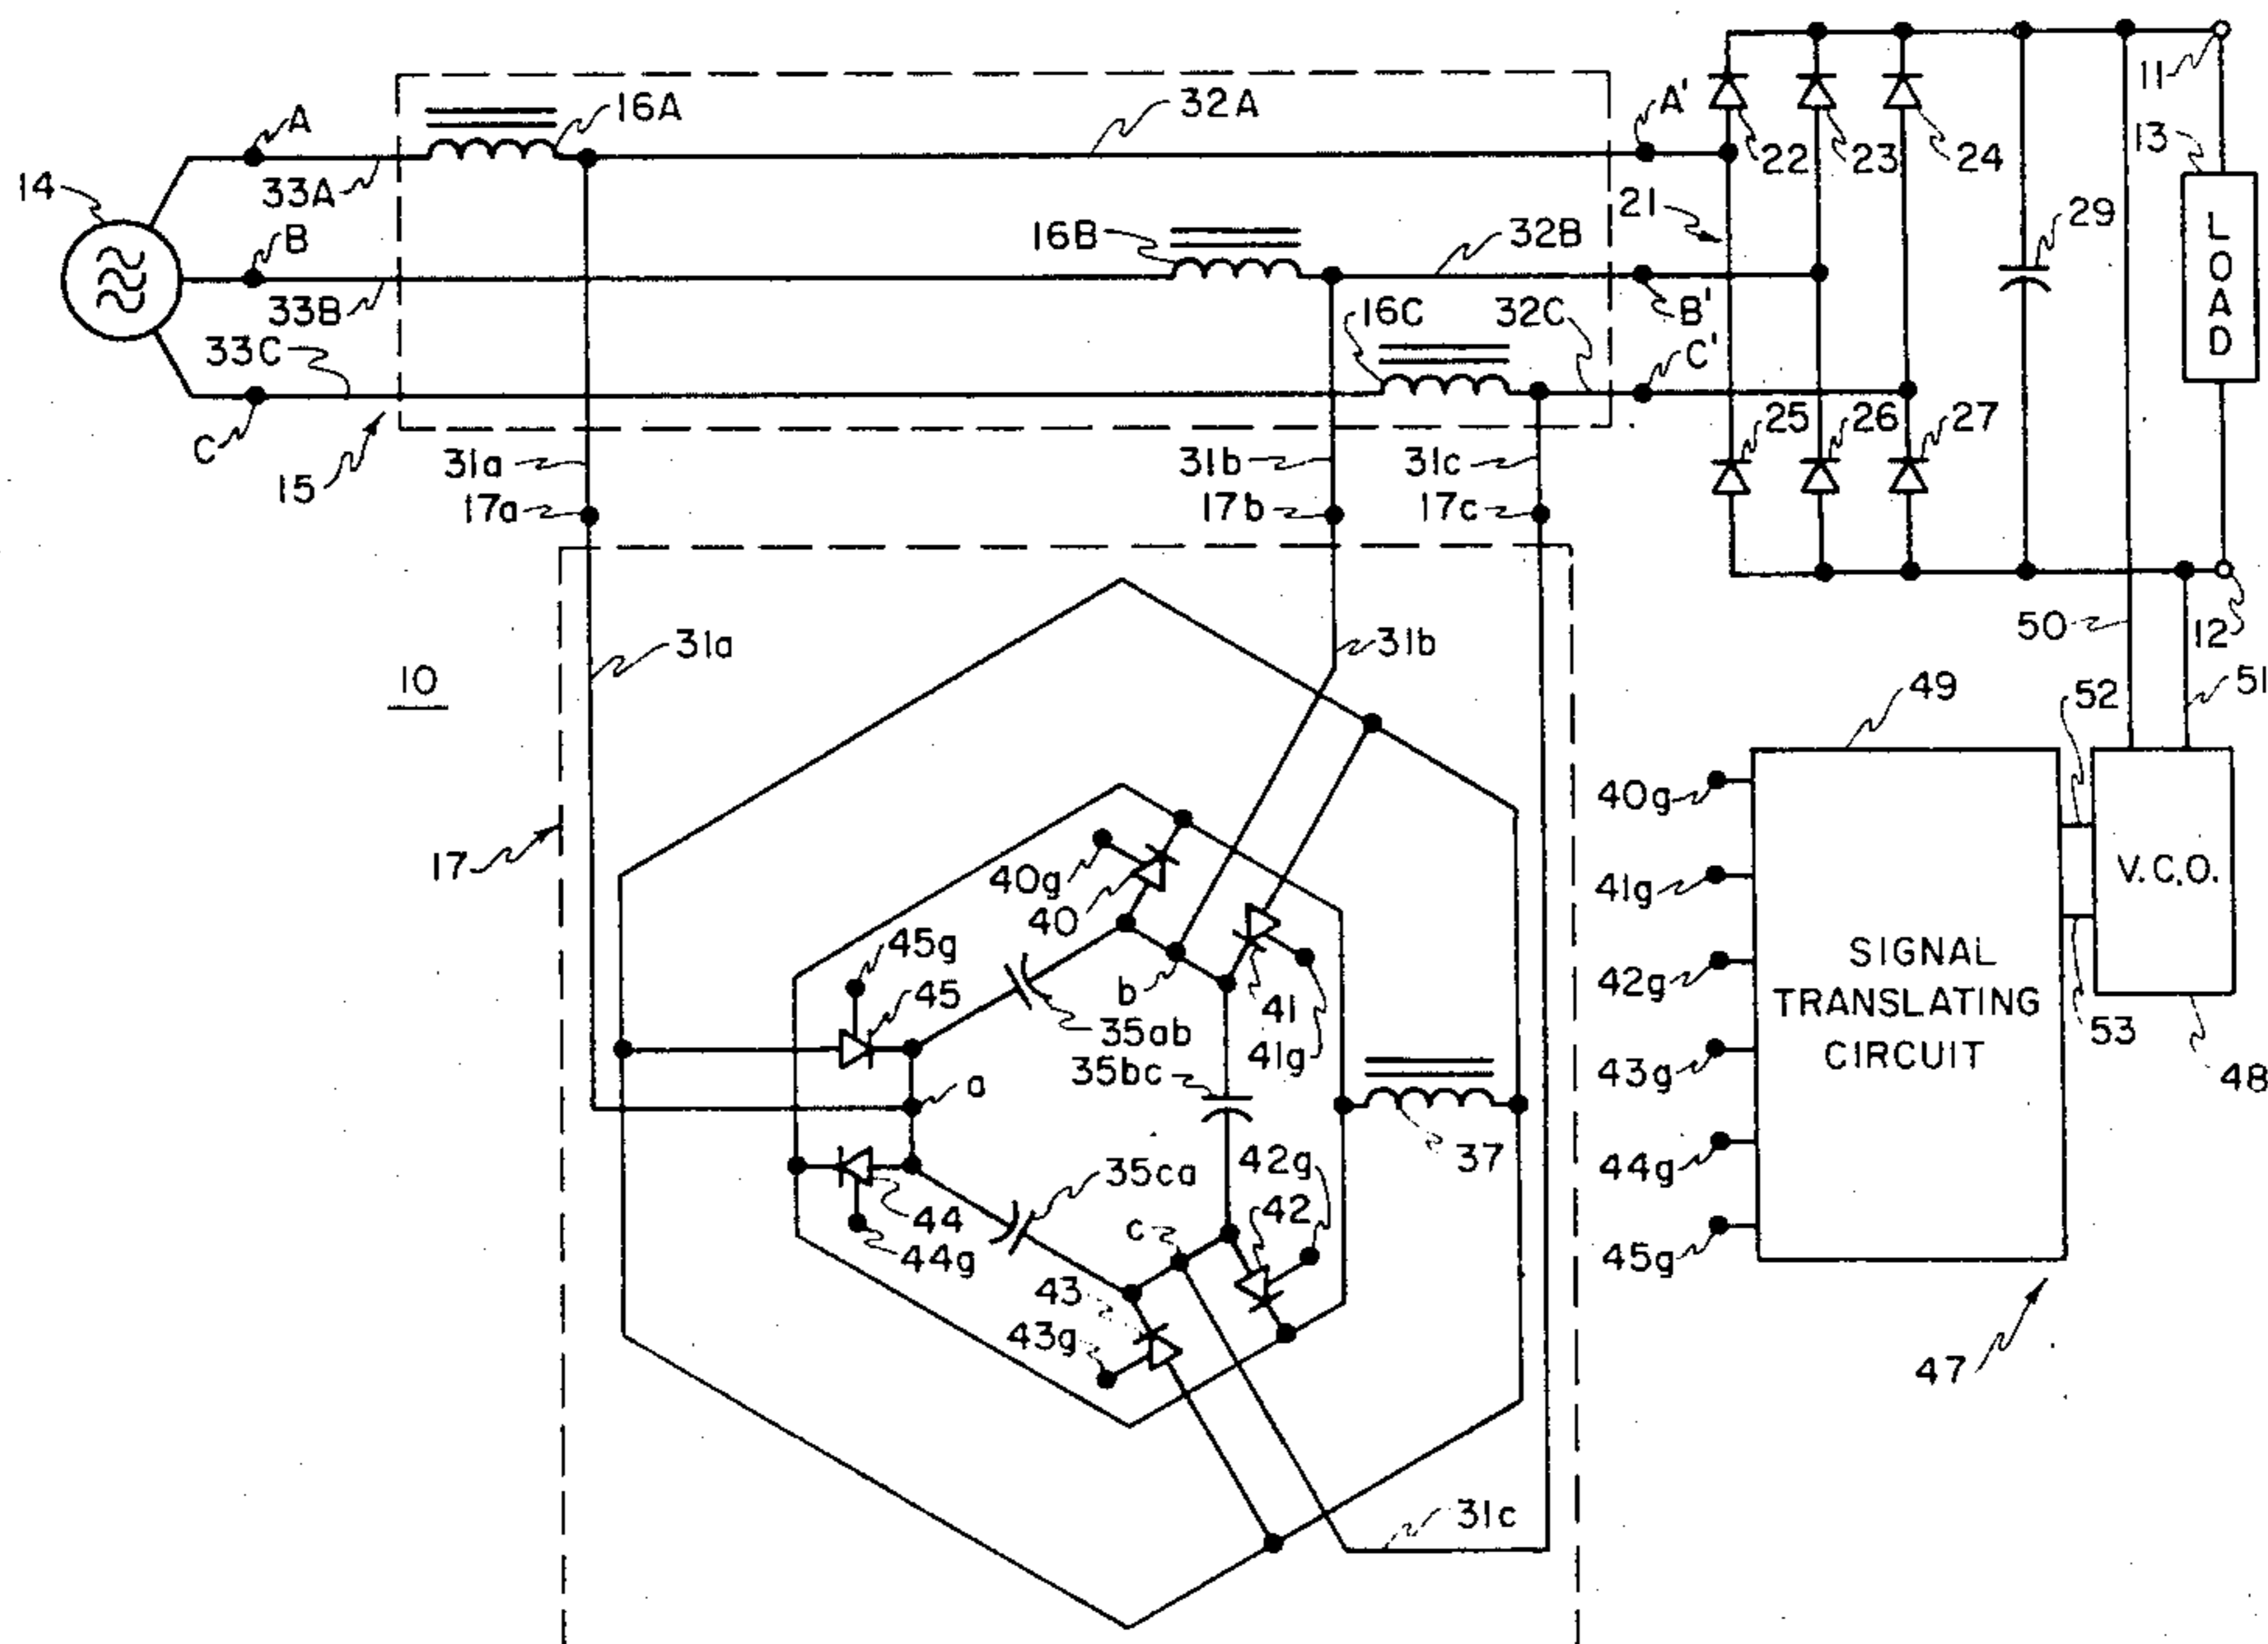 A
16A
32A
A'
11
13
33A
22
23
24
14
B
16B
32B
21
29
LOAD
33B
16C
32C
B'
33C
C'
C
15
31a
31b
31c
25
26
27
17a
17b
17c
50
12
31a
31b
10
49
52
51
17
40g
40
40g
41g
V.C.O.
45g
45
b
35ab
41
41g
42g
SIGNAL
TRANSLATING
CIRCUIT
53
48
a
35bc
43g
37
35ca
42g
44g
44
44g
c
42
45g
43
43g
47
31c